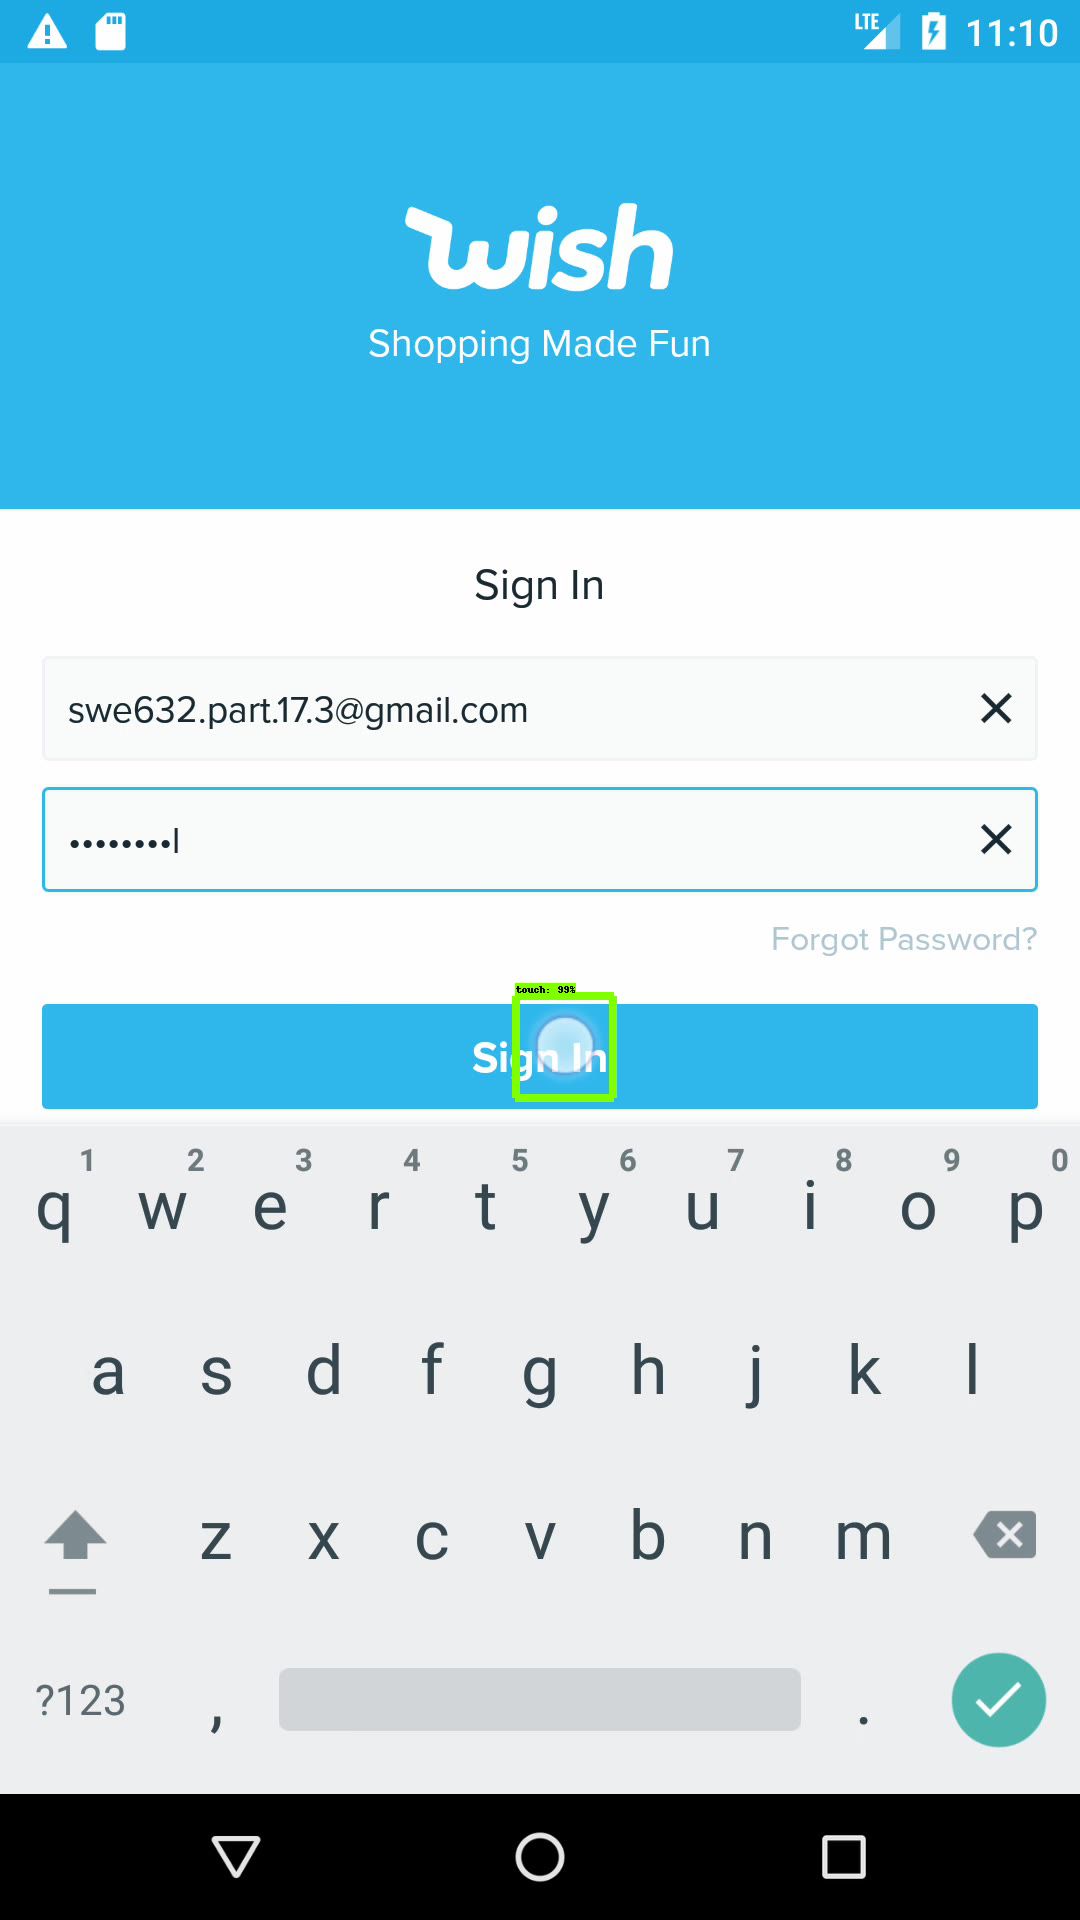 LTE 11:10
wish
Shopping Made Fun
Sign In
swe632.part.17.3@gmail.com
••••••••
Forgot Password?
touch: 99%
Sign In
1 2 3 4 5 6 7 8 9 0
q w e r t y u i o p
a s d f g h j k l
z x c v b n m
?123 , .